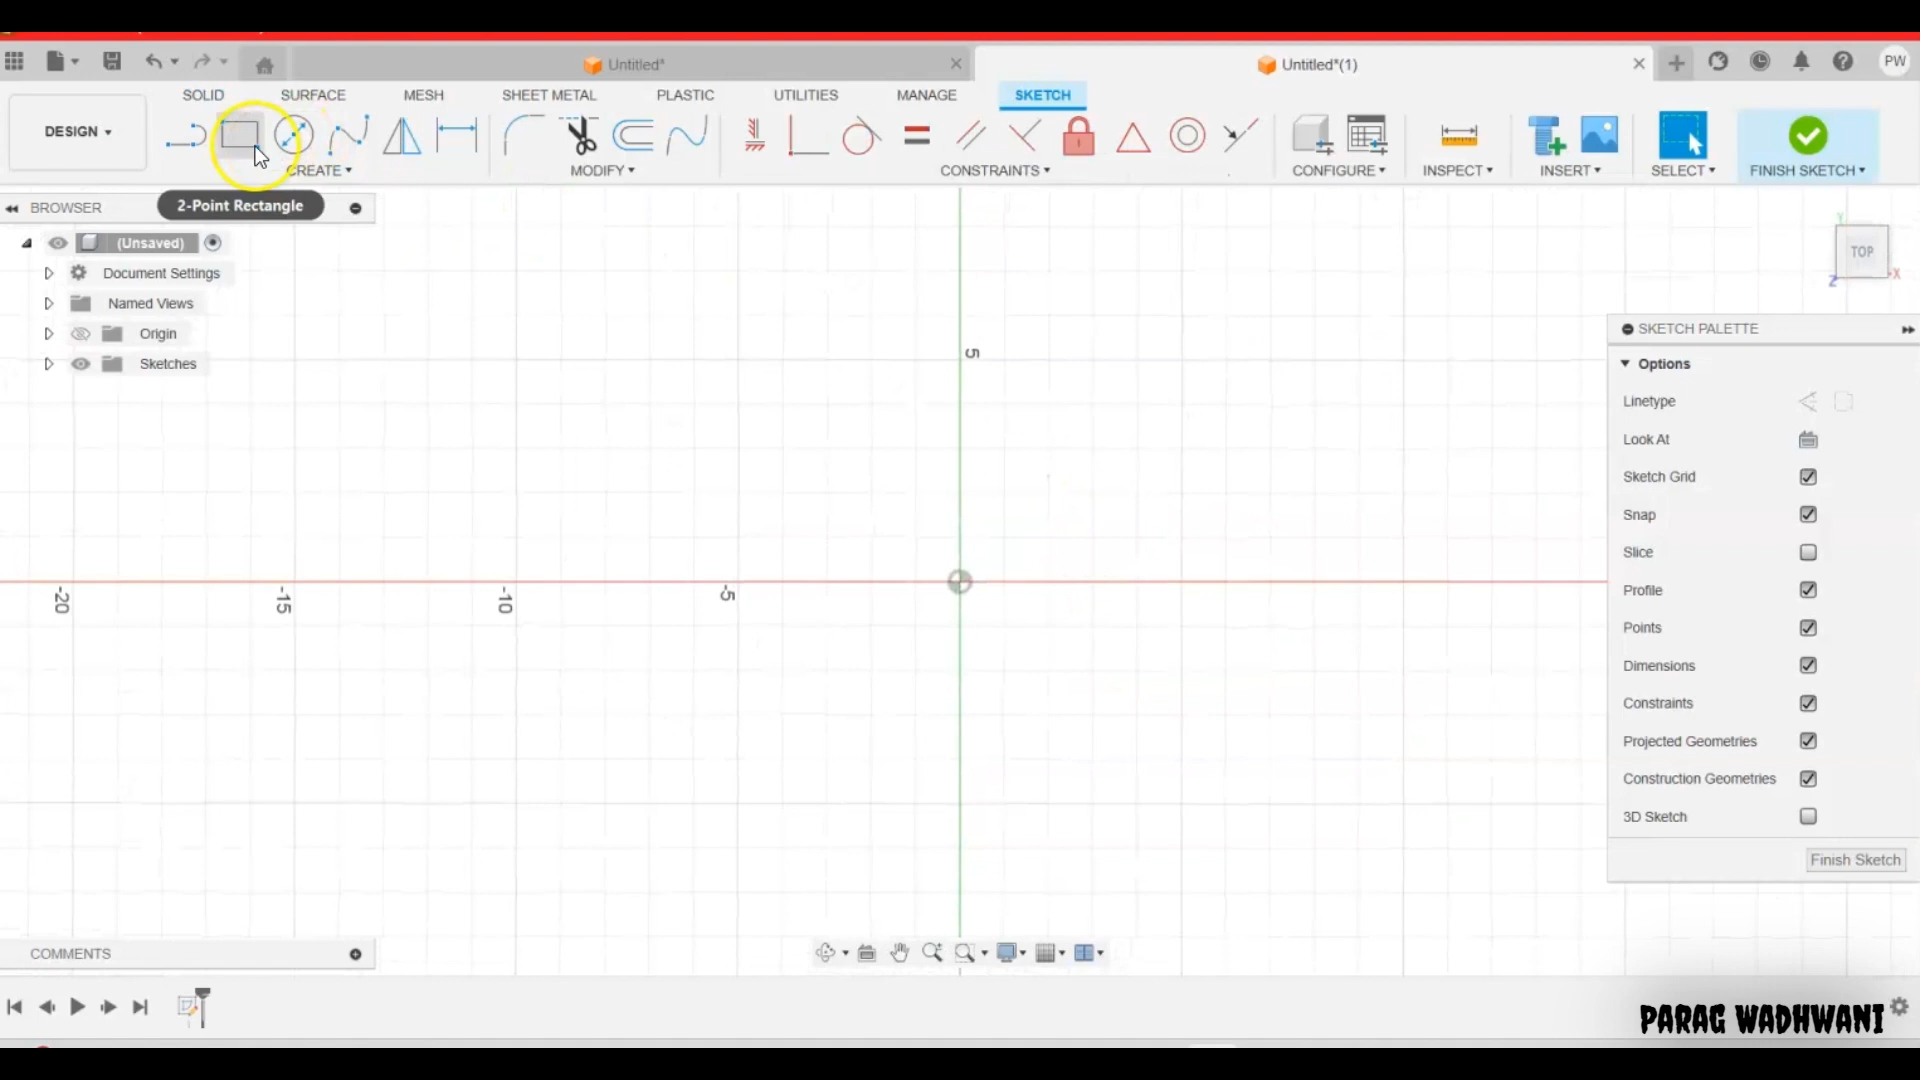 Untitled*
Untitled*(1)
PW
SOLID
SURFACE
MESH
SHEET METAL
PLASTIC
UTILITIES
MANAGE
SKETCH
DESIGN
CREATE
MODIFY
CONSTRAINTS
CONFIGURE
INSPECT
INSERT
SELECT
FINISH SKETCH
BROWSER
2-Point Rectangle
(Unsaved)
Document Settings
Named Views
Origin
Sketches
Y
TOP
X
Z
SKETCH PALETTE
Options
Linetype
Look At
Sketch Grid
Snap
Slice
Profile
Points
Dimensions
Constraints
Projected Geometries
Construction Geometries
3D Sketch
Finish Sketch
5
-20
-15
-10
-5
COMMENTS
PARAG WADHWANI